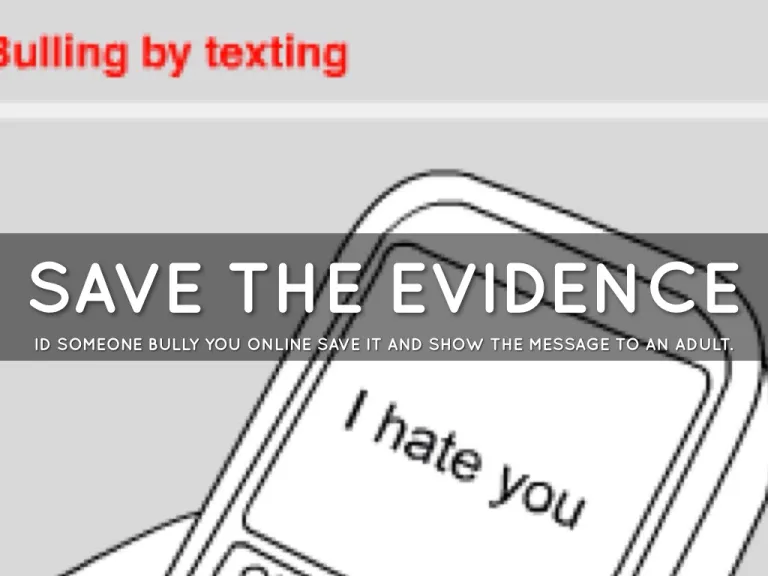 Bulling by texting
SAVE THE EVIDENCE
ID SOMEONE BULLY YOU ONLINE SAVE IT AND SHOW THE MESSAGE TO AN ADULT.
I hate you